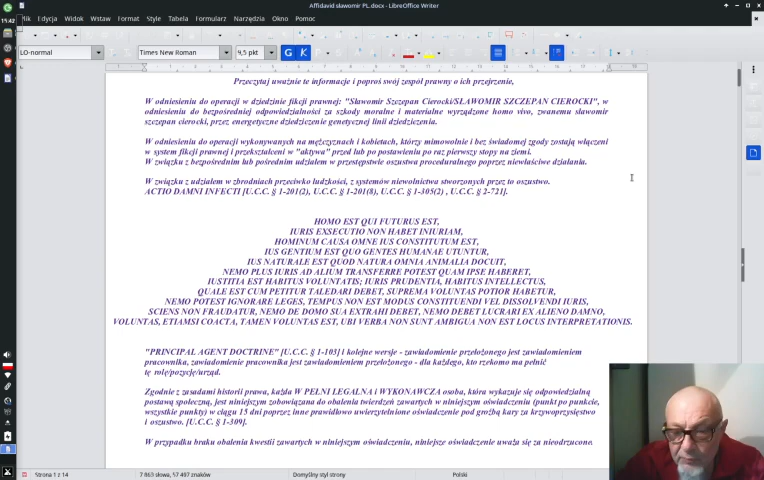 Affidavid sławomir PL.docx - LibreOffice Writer
15:42
Plik Edycja Widok Wstaw Format Style Tabela Formularz Narzędzia Okno Pomoc
LO-normal Times New Roman 9,5 pkt G K
Przeczytaj uważnie te informacje i poproś swój zespół prawny o ich przejrzenie,
W odniesieniu do operacji w dziedzinie fikcji prawnej: "Sławomir Szczepan Cierocki/SŁAWOMIR SZCZEPAN CIEROCKI", w
odniesieniu do bezpośredniej odpowiedzialności za szkody moralne i materialne wyrządzone homo vivo, zwanemu sławomir
szczepan cierocki, przez energetyczne dziedziczenie genetycznej linii dziedziczenia.
W odniesieniu do operacji wykonywanych na mężczyznach i kobietach, którzy mimowolnie i bez świadomej zgody zostają włączeni
w system fikcji prawnej i przekształceni w "aktywa" przed lub po postawieniu po raz pierwszy stopy na ziemi.
W związku z bezpośrednim lub pośrednim udziałem w przestępstwie oszustwa proceduralnego poprzez niewłaściwe działania.
W związku z udziałem w zbrodniach przeciwko ludzkości, z systemów niewolnictwa stworzonych przez to oszustwo.
ACTIO DAMNI INFECTI [U.C.C. § 1-201(2), U.C.C. § 1-201(8), U.C.C. § 1-305(2) , U.C.C. § 2-721].
HOMO EST QUI FUTURUS EST,
IURIS EXSECUTIO NON HABET INIURIAM,
HOMINUM CAUSA OMNE IUS CONSTITUTUM EST,
IUS GENTIUM EST QUO GENTES HUMANAE UTUNTUR,
IUS NATURALE EST QUOD NATURA OMNIA ANIMALIA DOCUIT,
NEMO PLUS IURIS AD ALIUM TRANSFERRE POTEST QUAM IPSE HABERET,
IUSTITIA EST HABITUS VOLUNTATIS; IURIS PRUDENTIA, HABITUS INTELLECTUS,
QUALE EST CUM PETITUR TALEDARI DEBET, SUPREMA VOLUNTAS POTIOR HABETUR,
NEMO POTEST IGNORARE LEGES, TEMPUS NON EST MODUS CONSTITUENDI VEL DISSOLVENDI IURIS,
SCIENS NON FRAUDATUR, NEMO DE DOMO SUA EXTRAHI DEBET, NEMO DEBET LUCRARI EX ALIENO DAMNO,
VOLUNTAS, ETIAMSI COACTA, TAMEN VOLUNTAS EST, UBI VERBA NON SUNT AMBIGUA NON EST LOCUS INTERPRETATIONIS.
"PRINCIPAL AGENT DOCTRINE" [U.C.C. § 1-103] i kolejne wersje - zawiadomienie przełożonego jest zawiadomieniem
pracownika, zawiadomienie pracownika jest zawiadomieniem przełożonego - dla każdego, kto rzekomo ma pełnić
tę rolę/pozycję/urząd.
Zgodnie z zasadami historii prawa, każda W PEŁNI LEGALNA i WYKONAWCZA osoba, która wykazuje się odpowiedzialną
postawą społeczną, jest niniejszym zobowiązana do obalenia twierdzeń zawartych w niniejszym oświadczeniu (punkt po punkcie,
wszystkie punkty) w ciągu 15 dni poprzez inne prawidłowo uwierzytelnione oświadczenie pod groźbą kary za krzywoprzysięstwo
i oszustwo. [U.C.C. § 1-309].
W przypadku braku obalenia kwestii zawartych w niniejszym oświadczeniu, niniejsze oświadczenie uważa się za nieodrzucone.
Strona 1 z 14 7 863 słowa, 57 497 znaków Domyślny styl strony Polski